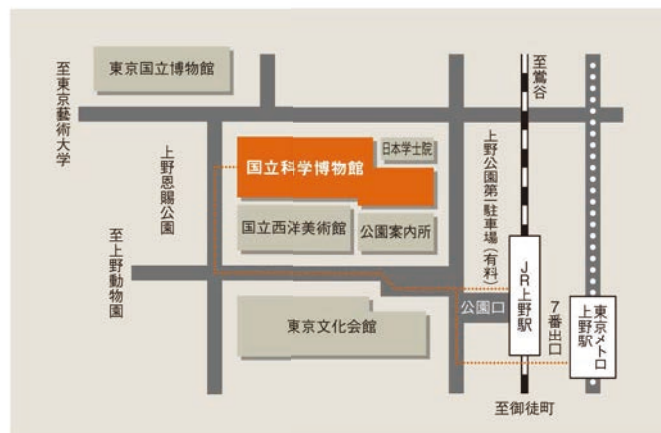 東京国立博物館
至東京藝術大学
上野恩賜公園
至上野動物園
国立科学博物館
日本学士院
国立西洋美術館
公園案内所
東京文化会館
上野公園第一駐車場(有料)
至鶯谷
公園口
JR上野駅
7番出口
東京メトロ
上野駅
至御徒町